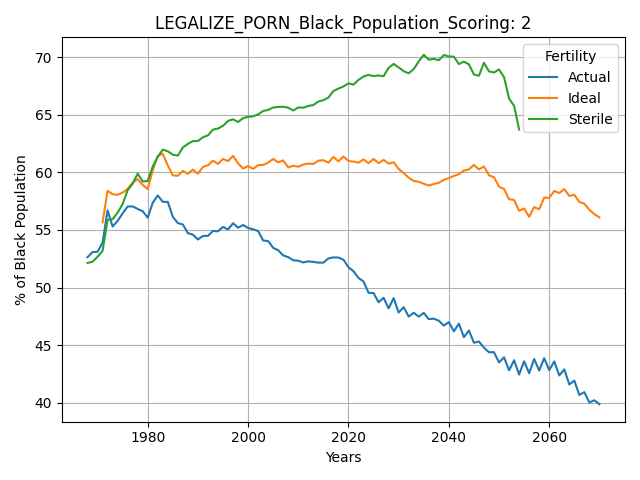 LEGALIZE_PORN_Black_Population_Scoring: 2
% of Black Population
70
65
60
55
50
45
40
Fertility
Actual
Ideal
Sterile
1980
2000
2020
2040
2060
Years